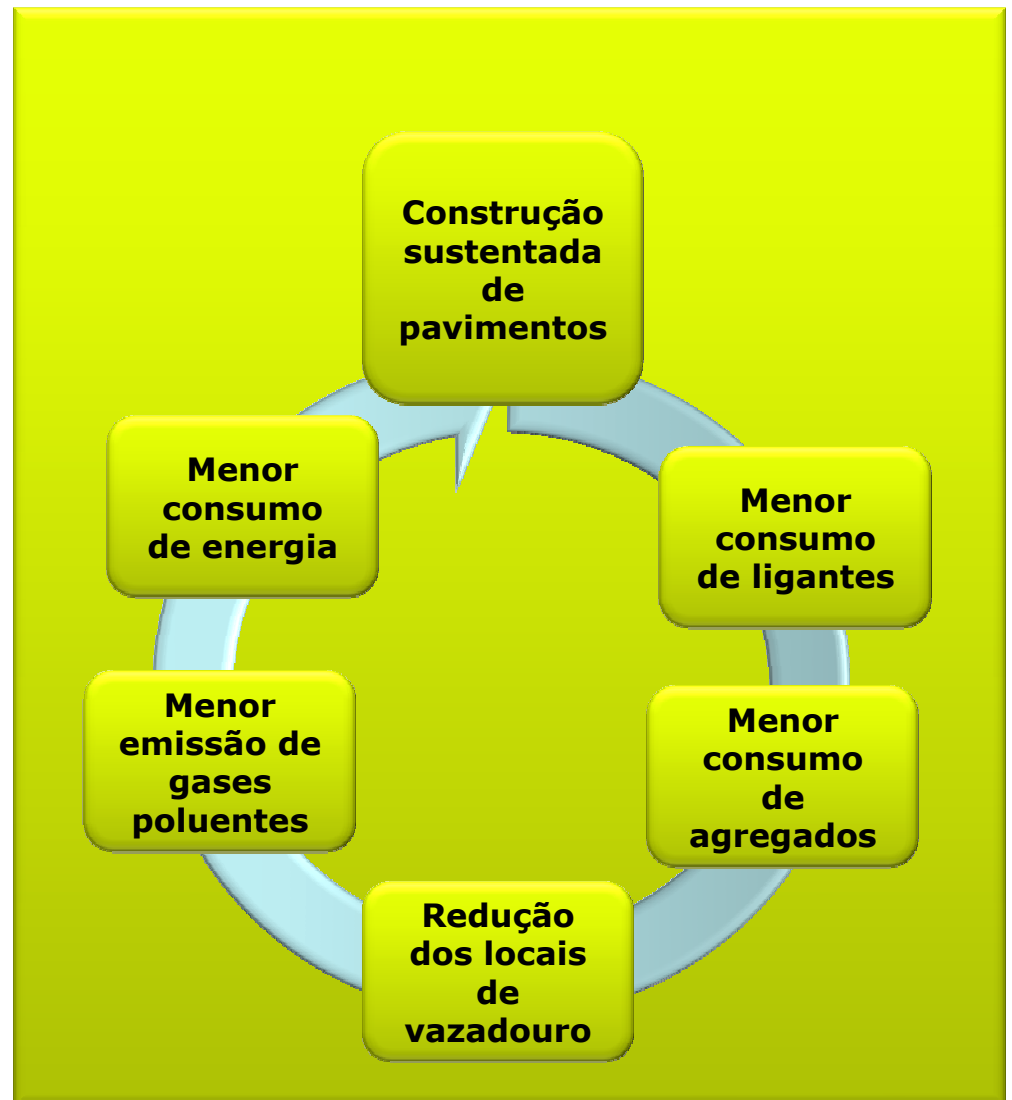 Construção
sustentada
de
pavimentos
Menor
consumo
de ligantes
Menor
consumo
de
agregados
Redução
dos locais
de
vazadouro
Menor
emissão de
gases
poluentes
Menor
consumo
de energia